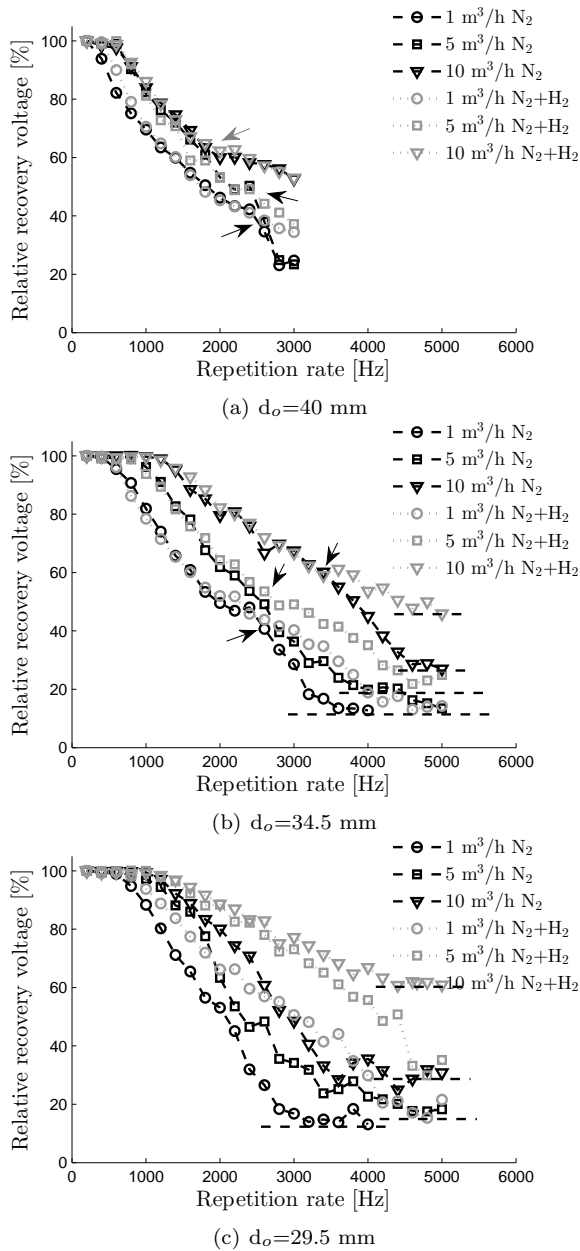 1 m³/h N₂
5 m³/h N₂
10 m³/h N₂
1 m³/h N₂+H₂
5 m³/h N₂+H₂
10 m³/h N₂+H₂
Relative recovery voltage [%]
100
80
60
40
20
0
0 1000 2000 3000 4000 5000 6000
Repetition rate [Hz]
(a) dₒ=40 mm
1 m³/h N₂
5 m³/h N₂
10 m³/h N₂
1 m³/h N₂+H₂
5 m³/h N₂+H₂
10 m³/h N₂+H₂
Relative recovery voltage [%]
100
80
60
40
20
0
0 1000 2000 3000 4000 5000 6000
Repetition rate [Hz]
(b) dₒ=34.5 mm
1 m³/h N₂
5 m³/h N₂
10 m³/h N₂
1 m³/h N₂+H₂
5 m³/h N₂+H₂
10 m³/h N₂+H₂
Relative recovery voltage [%]
100
80
60
40
20
0
0 1000 2000 3000 4000 5000 6000
Repetition rate [Hz]
(c) dₒ=29.5 mm